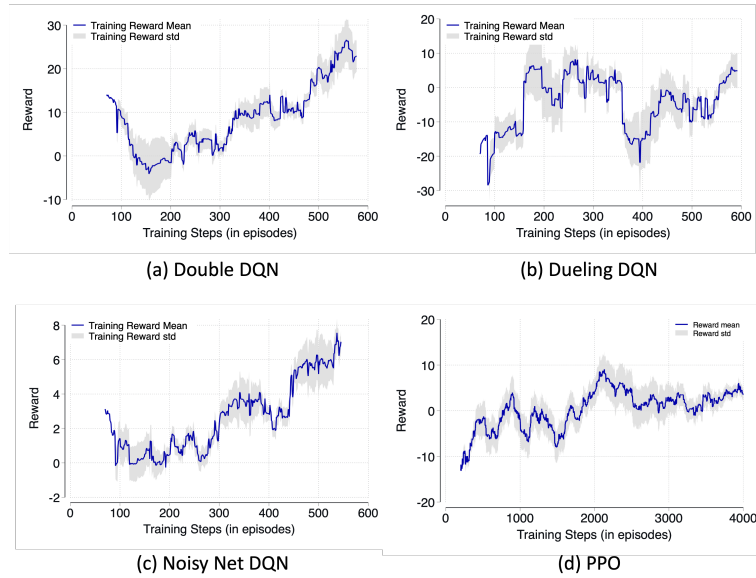 Training Reward Mean
Training Reward std
30
20
10
0
-10
Reward
0 100 200 300 400 500 600
Training Steps (in episodes)
(a) Double DQN
Training Reward Mean
Training Reward std
20
10
0
-10
-20
-30
Reward
0 100 200 300 400 500 600
Training Steps (in episodes)
(b) Dueling DQN
Training Reward Mean
Training Reward std
8
6
4
2
0
-2
Reward
0 100 200 300 400 500 600
Training Steps (in episodes)
(c) Noisy Net DQN
Reward mean
Reward std
20
10
0
-10
-20
Reward
0 1000 2000 3000 4000
Training Steps (in episodes)
(d) PPO